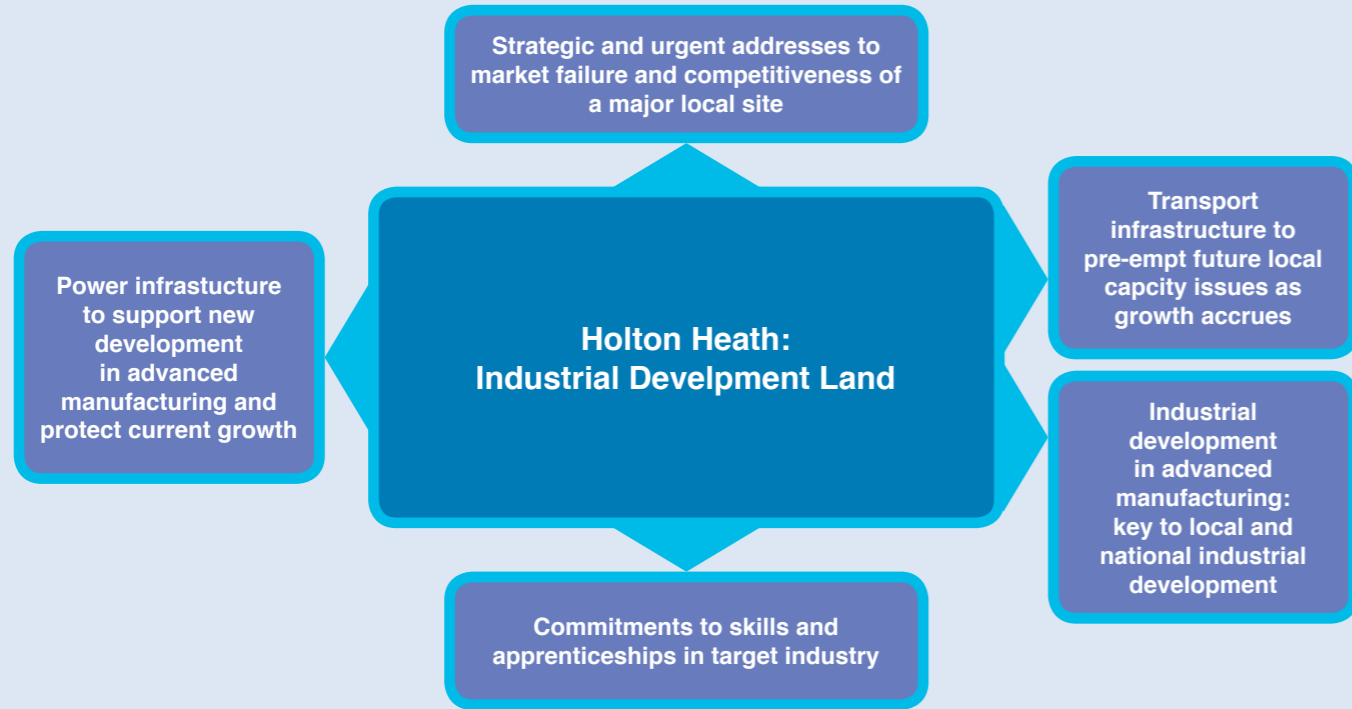 Strategic and urgent addresses to
market failure and competitiveness of
a major local site
Power infrastucture
to support new
development
in advanced
manufacturing and
protect current growth
Holton Heath:
Industrial Develpment Land
Transport
infrastructure to
pre-empt future local
capcity issues as
growth accrues
Industrial
development
in advanced
manufacturing:
key to local and
national industrial
development
Commitments to skills and
apprenticeships in target industry